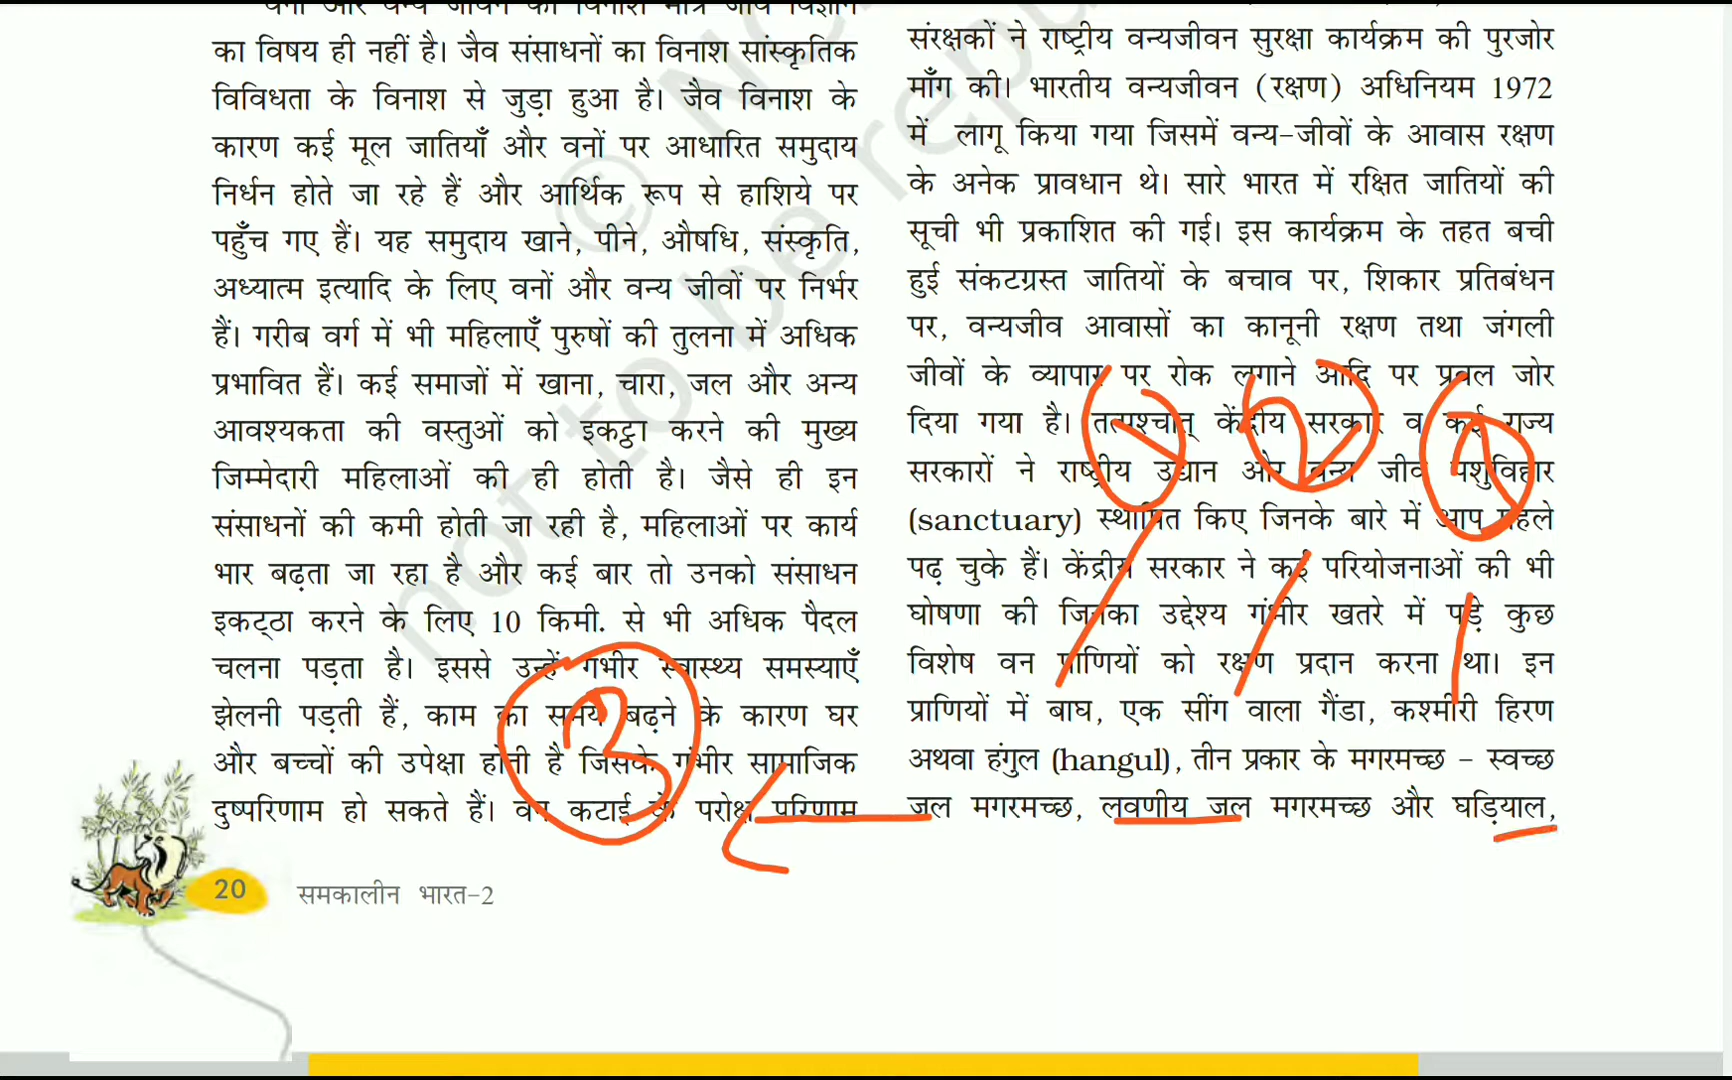 वनों और वन्य जीवन का विनाश मात्र जीव विज्ञान
का विषय ही नहीं है। जैव संसाधनों का विनाश सांस्कृतिक
विविधता के विनाश से जुड़ा हुआ है। जैव विनाश के
कारण कई मूल जातियाँ और वनों पर आधारित समुदाय
निर्धन होते जा रहे हैं और आर्थिक रूप से हाशिये पर
पहुँच गए हैं। यह समुदाय खाने, पीने, औषधि, संस्कृति,
अध्यात्म इत्यादि के लिए वनों और वन्य जीवों पर निर्भर
हैं। गरीब वर्ग में भी महिलाएँ पुरुषों की तुलना में अधिक
प्रभावित हैं। कई समाजों में खाना, चारा, जल और अन्य
आवश्यकता की वस्तुओं को इकट्ठा करने की मुख्य
जिम्मेदारी महिलाओं की ही होती है। जैसे ही इन
संसाधनों की कमी होती जा रही है, महिलाओं पर कार्य
भार बढ़ता जा रहा है और कई बार तो उनको संसाधन
इकट्ठा करने के लिए 10 किमी. से भी अधिक पैदल
चलना पड़ता है। इससे उन्हें गंभीर स्वास्थ्य समस्याएँ
झेलनी पड़ती हैं, काम का समय बढ़ने के कारण घर
और बच्चों की उपेक्षा होती है जिसके गंभीर सामाजिक
दुष्परिणाम हो सकते हैं। वन कटाई के परोक्ष परिणाम
3
20 समकालीन भारत-2
संरक्षकों ने राष्ट्रीय वन्यजीवन सुरक्षा कार्यक्रम की पुरजोर
माँग की। भारतीय वन्यजीवन (रक्षण) अधिनियम 1972
में लागू किया गया जिसमें वन्य-जीवों के आवास रक्षण
के अनेक प्रावधान थे। सारे भारत में रक्षित जातियों की
सूची भी प्रकाशित की गई। इस कार्यक्रम के तहत बची
हुई संकटग्रस्त जातियों के बचाव पर, शिकार प्रतिबंधन
पर, वन्यजीव आवासों का कानूनी रक्षण तथा जंगली
जीवों के व्यापार पर रोक लगाने आदि पर प्रबल जोर
दिया गया है। तत्पश्चात् केंद्रीय सरकार व कई राज्य
सरकारों ने राष्ट्रीय उद्यान और वन्य जीव पशुविहार
(sanctuary) स्थापित किए जिनके बारे में आप पहले
पढ़ चुके हैं। केंद्रीय सरकार ने कई परियोजनाओं की भी
घोषणा की जिनका उद्देश्य गंभीर खतरे में पड़े कुछ
विशेष वन प्राणियों को रक्षण प्रदान करना था। इन
प्राणियों में बाघ, एक सींग वाला गैंडा, कश्मीरी हिरण
अथवा हंगुल (hangul), तीन प्रकार के मगरमच्छ – स्वच्छ
जल मगरमच्छ, लवणीय जल मगरमच्छ और घड़ियाल,